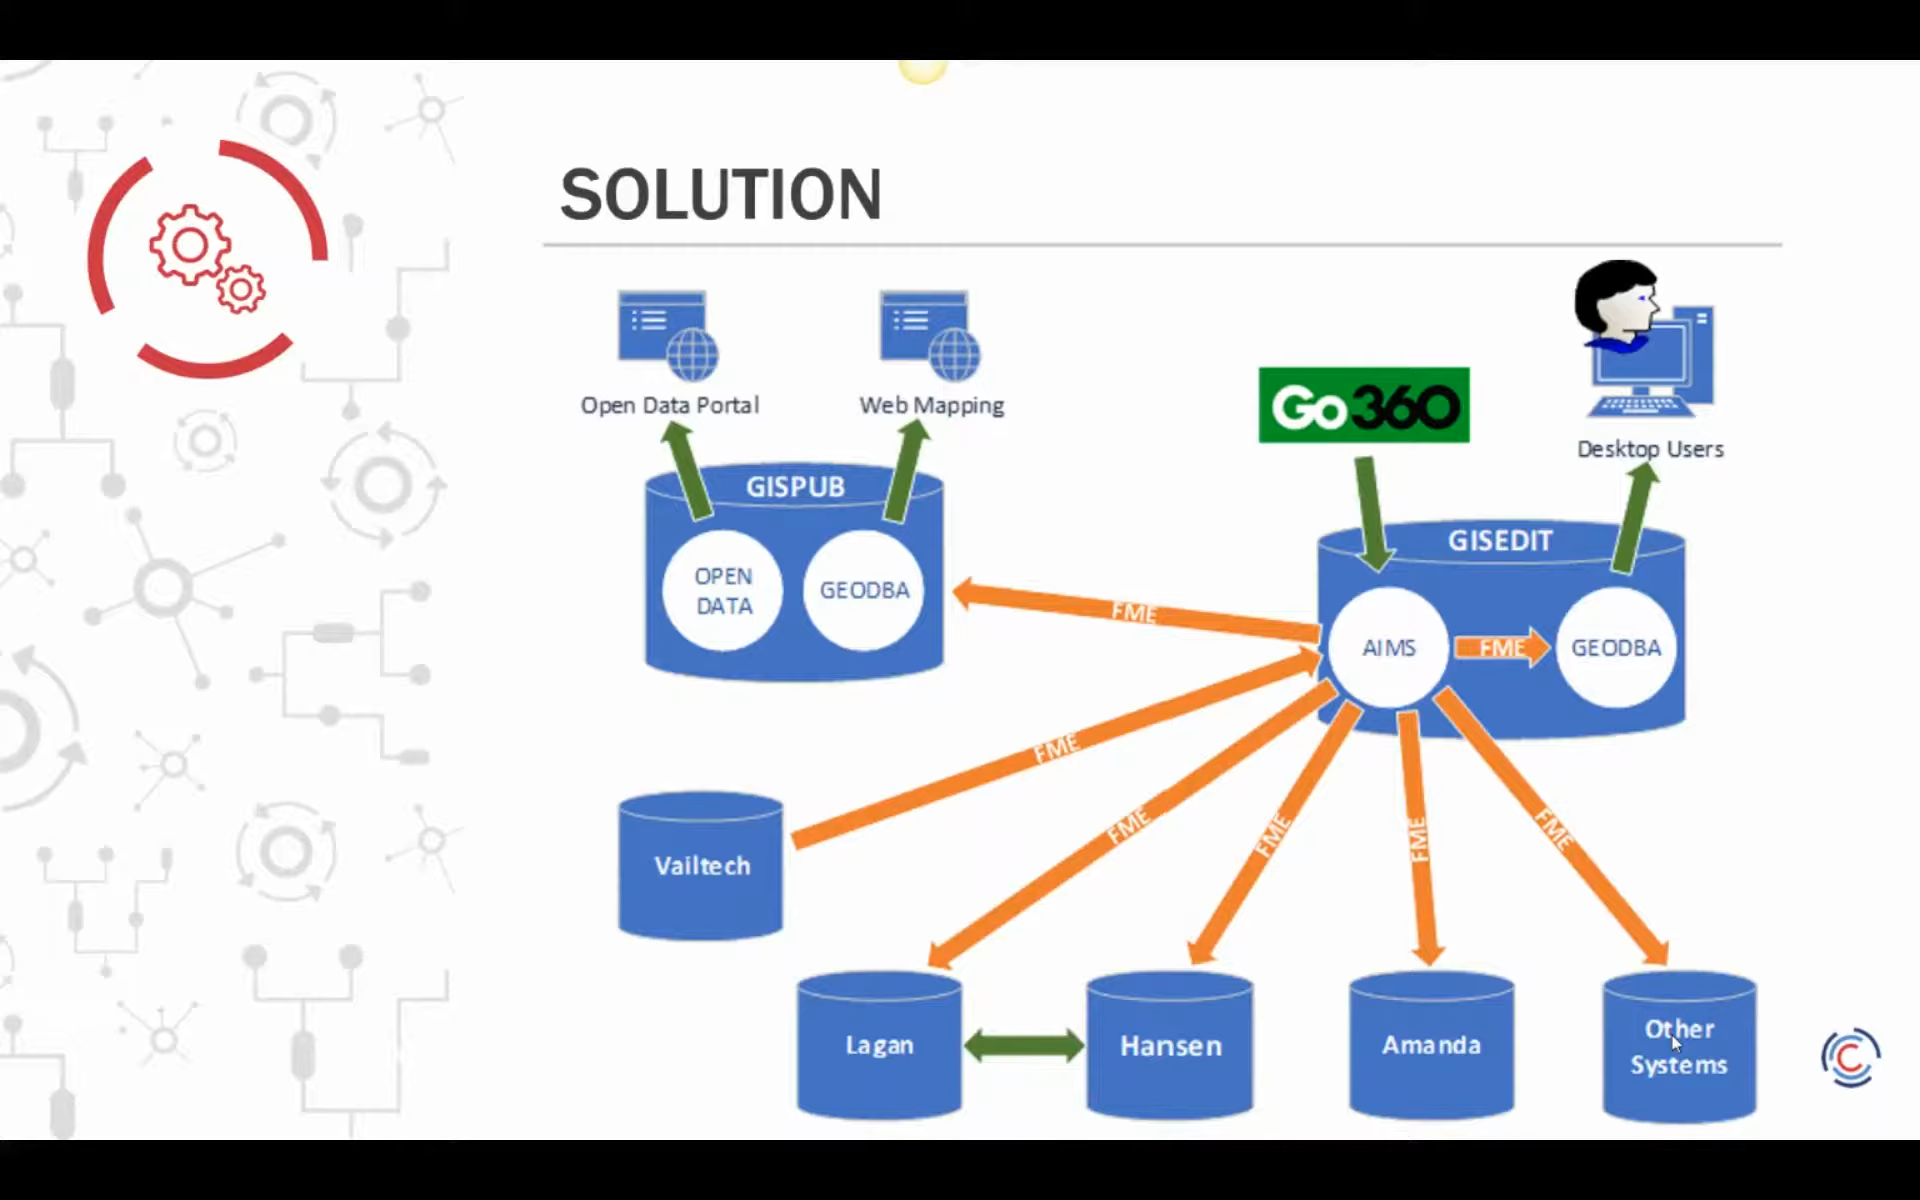 SOLUTION
Open Data Portal
Web Mapping
Go360
Desktop Users
GISPUB
OPEN
DATA
GEODBA
GISEDIT
AIMS
FME
GEODBA
FME
FME
FME
FME
FME
FME
Vailtech
Lagan
Hansen
Amanda
Other
Systems